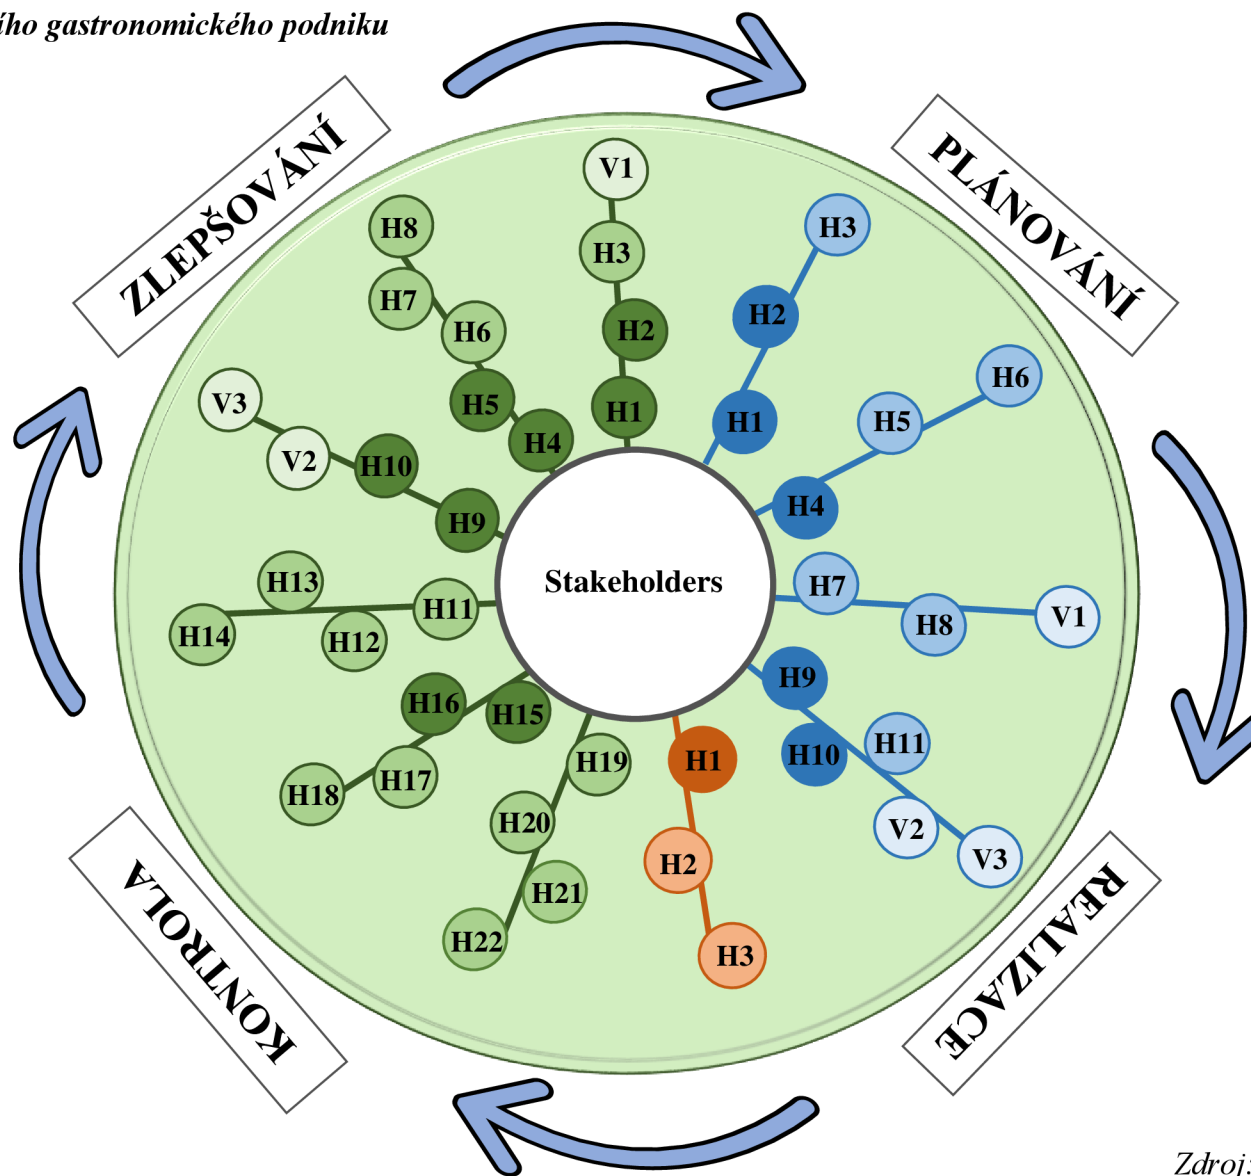 ího gastronomického podniku
ZLEPŠOVÁNÍ
PLÁNOVÁNÍ
REALIZACE
KONTROLA
Stakeholders
V1
H3
H2
H1
H3
H2
H1
H6
H5
H4
H7
H8
V1
H9
H10
H11
V2
V3
H1
H2
H3
H19
H20
H21
H22
H15
H16
H17
H18
H11
H12
H13
H14
H9
H10
V2
V3
H4
H5
H6
H7
H8
Zdroj: